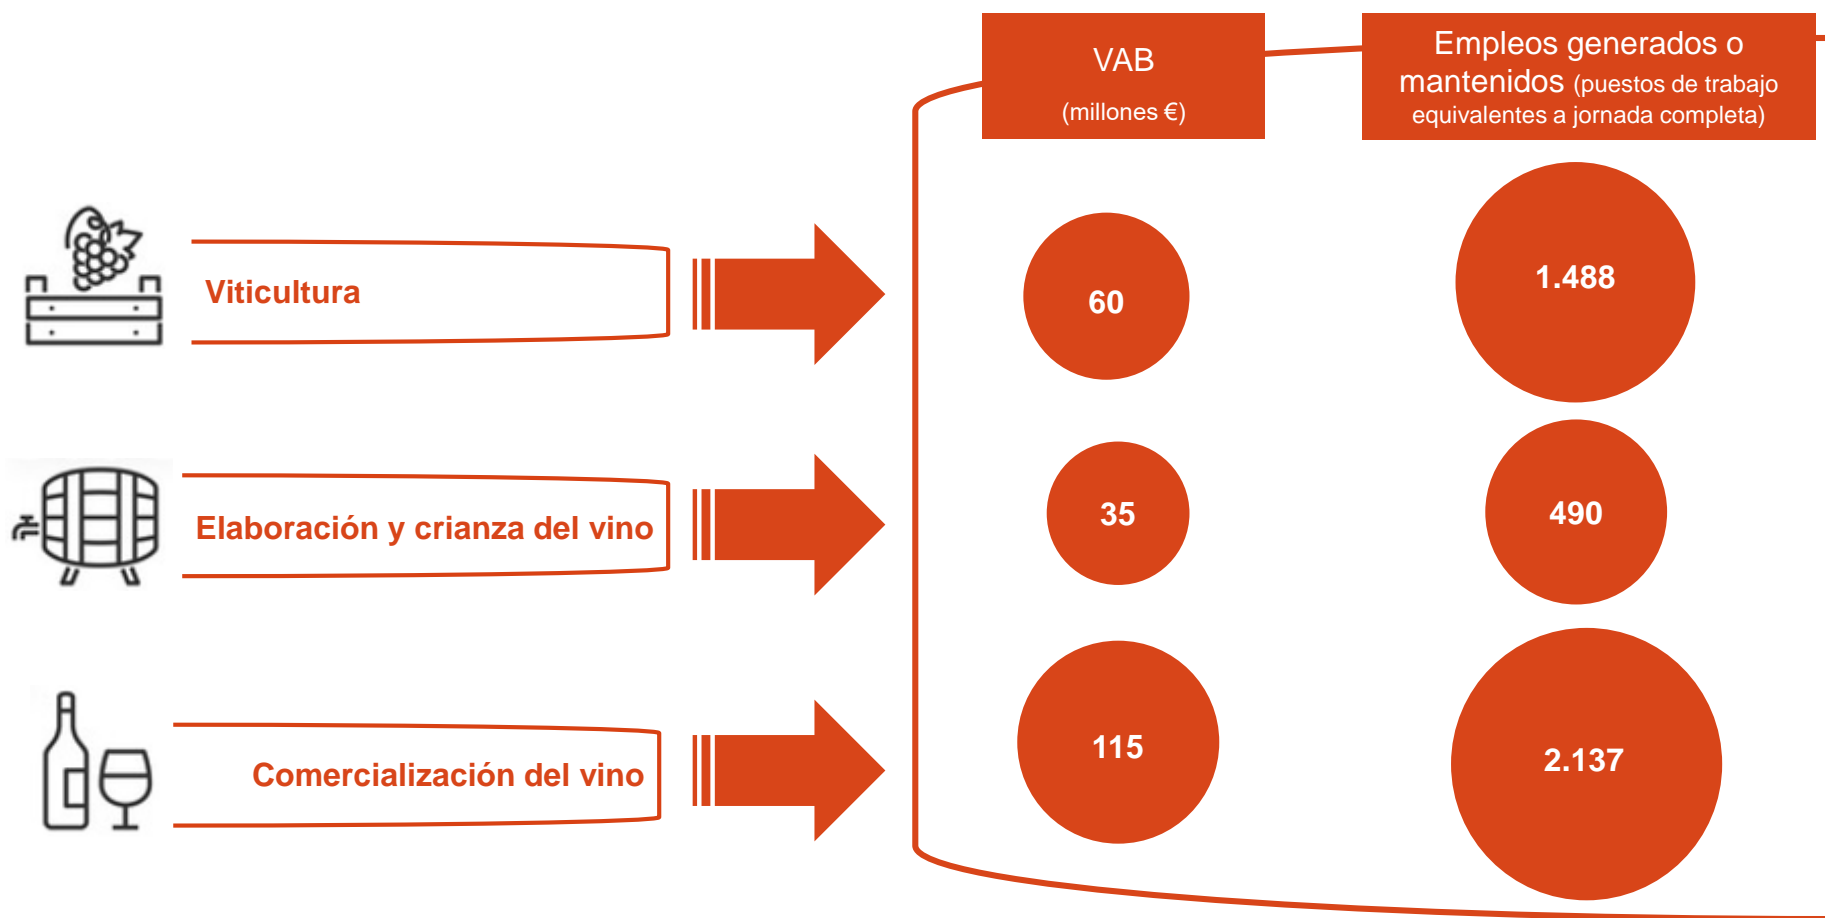 VAB
(millones €)
Empleos generados o
mantenidos (puestos de trabajo
equivalentes a jornada completa)
Viticultura
60
1.488
Elaboración y crianza del vino
35
490
Comercialización del vino
115
2.137